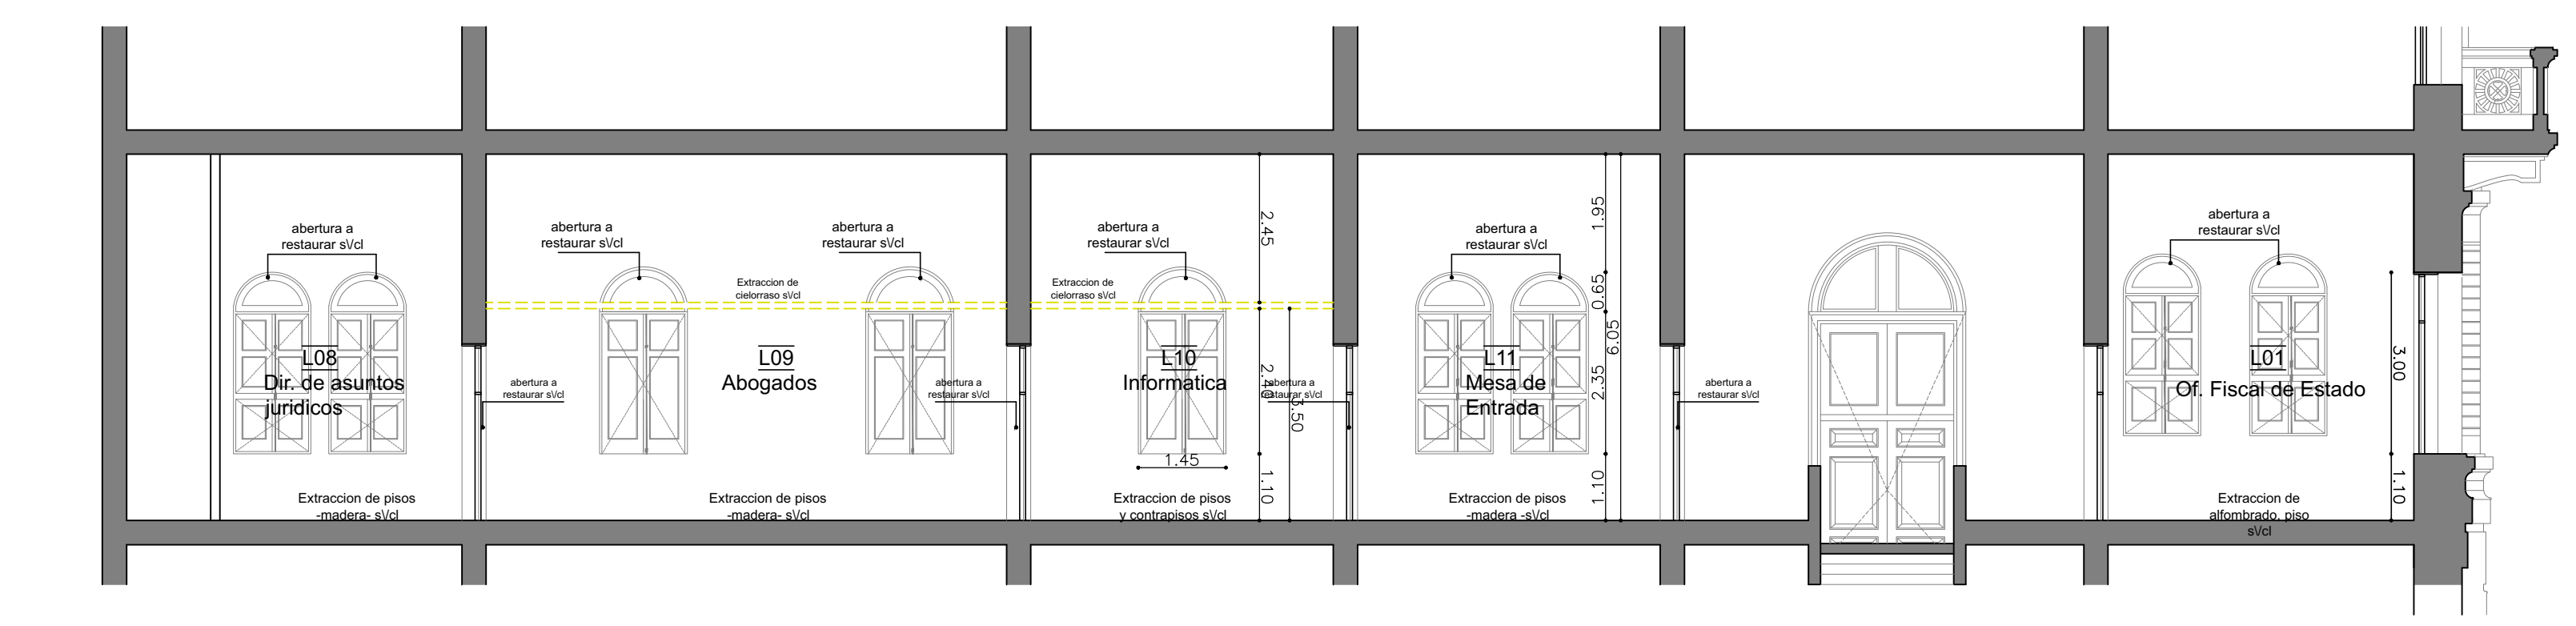 abertura a
restaurar s\/cl
L08
Dir. de asuntos
juridicos
Extraccion de pisos
-madera- s\/cl
abertura a
restaurar s\/cl
abertura a
restaurar s\/cl
Extraccion de
cielorraso s\/cl
abertura a
restaurar s\/cl
L09
Abogados
abertura a
restaurar s\/cl
Extraccion de pisos
-madera- s\/cl
abertura a
restaurar s\/cl
Extraccion de
cielorraso s\/cl
L10
Informatica
2.45
3.50
1.10
1.45
abertura a
restaurar s\/cl
Extraccion de pisos
y contrapisos s\/cl
abertura a
restaurar s\/cl
L11
Mesa de
Entrada
1.95
0.65
6.05
2.35
1.10
Extraccion de pisos
-madera -s\/cl
abertura a
restaurar s\/cl
abertura a
restaurar s\/cl
L01
Of. Fiscal de Estado
3.00
1.10
Extraccion de
alfombrado, piso
s\/cl